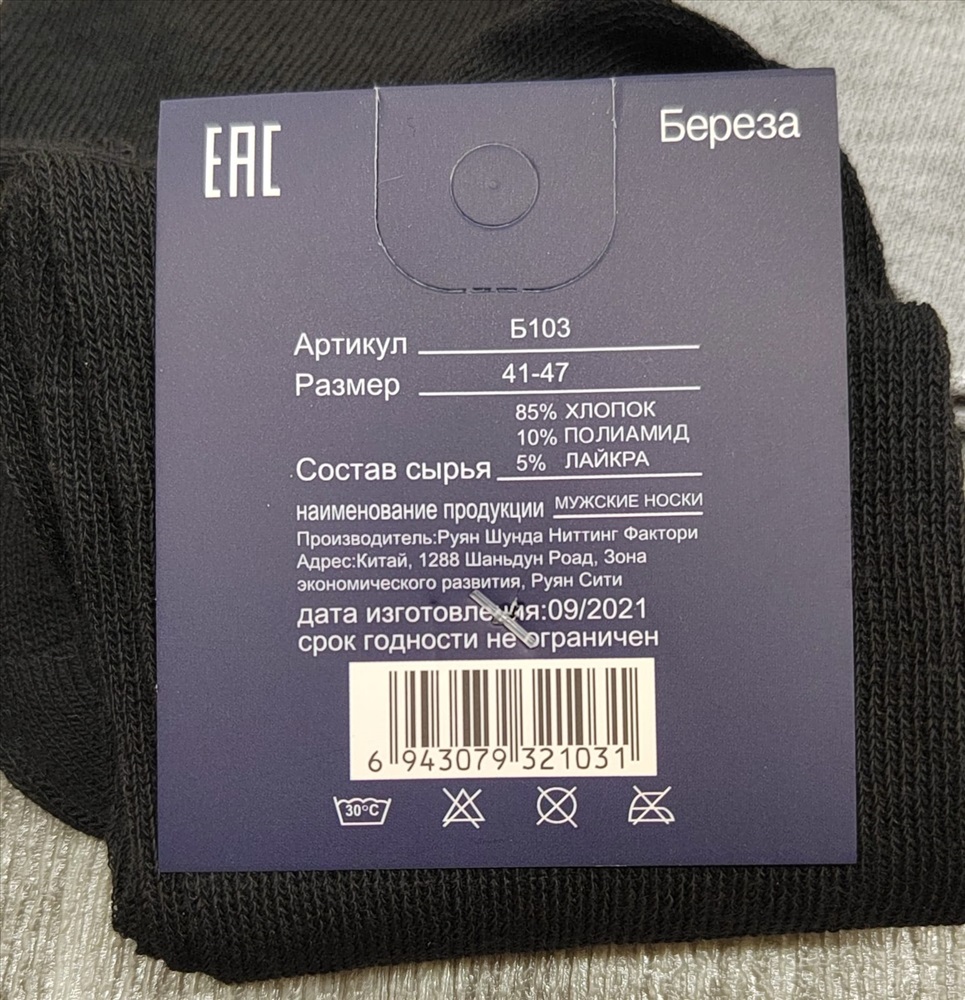 ЕАС
Береза
Артикул Б103
Размер 41-47
85% ХЛОПОК
10% ПОЛИАМИД
Состав сырья 5% ЛАЙКРА
наименование продукции МУЖСКИЕ НОСКИ
Производитель:Руян Шунда Ниттинг Фактори
Адрес:Китай, 1288 Шаньдун Роад, Зона
экономического развития, Руян Сити
дата изготовления:09/2021
срок годности не ограничен
6 943079 321031
30°C